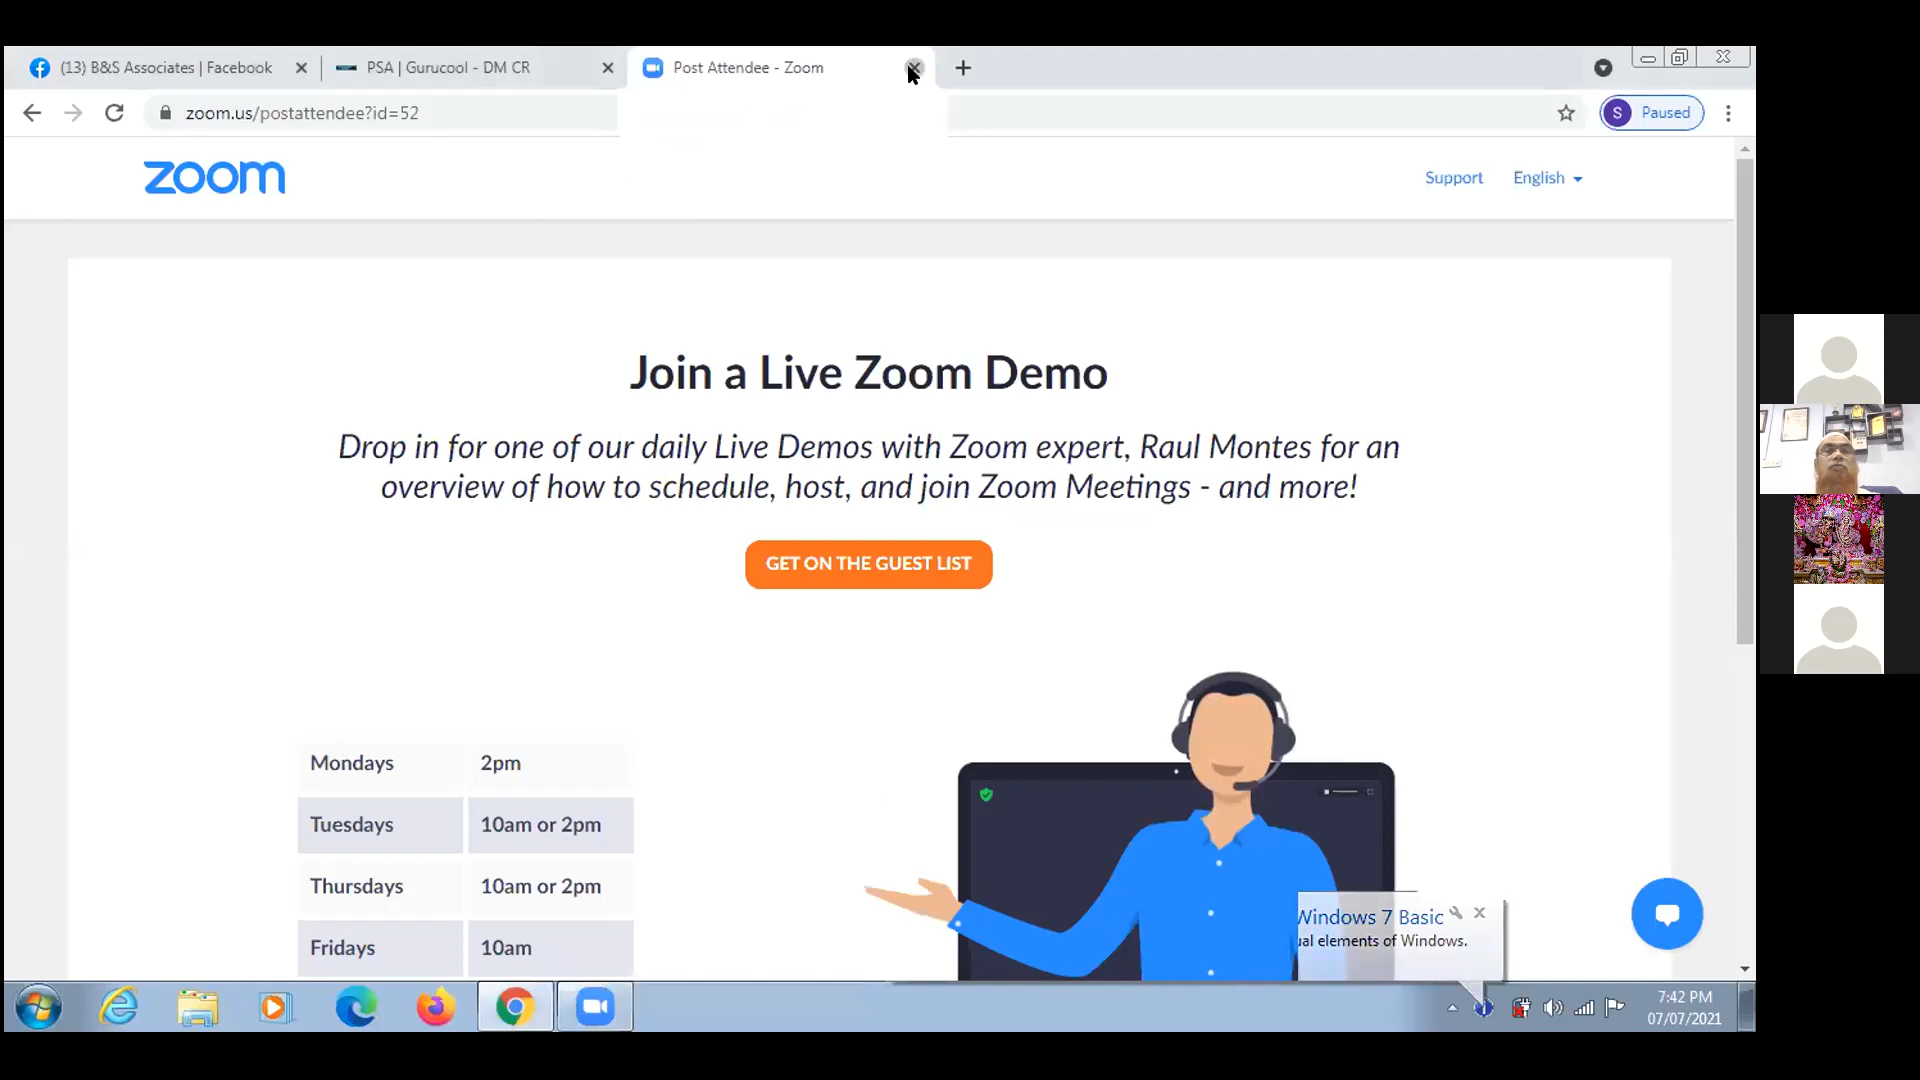 (13) B&S Associates | Facebook
PSA | Gurucool - DM CR
Post Attendee - Zoom
zoom.us/postattendee?id=52
S
Paused
zoom
Support
English
Join a Live Zoom Demo
Drop in for one of our daily Live Demos with Zoom expert, Raul Montes for an
overview of how to schedule, host, and join Zoom Meetings - and more!
GET ON THE GUEST LIST
Mondays 2pm
Tuesdays 10am or 2pm
Thursdays 10am or 2pm
Fridays 10am
Windows 7 Basic
ual elements of Windows.
7:42 PM
07/07/2021